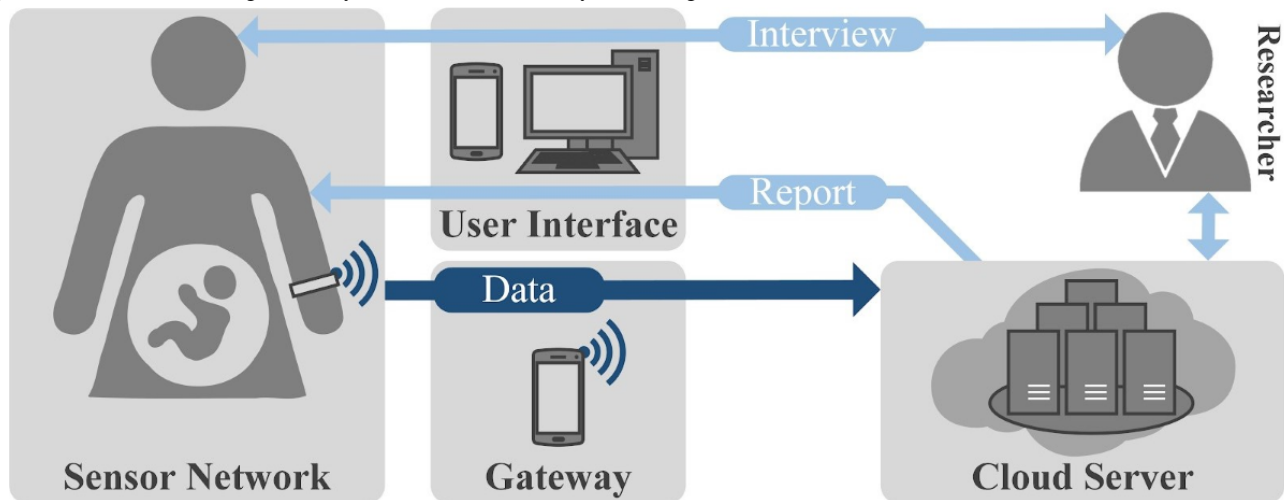 Interview
Researcher
Report
User Interface
Data
Sensor Network
Gateway
Cloud Server